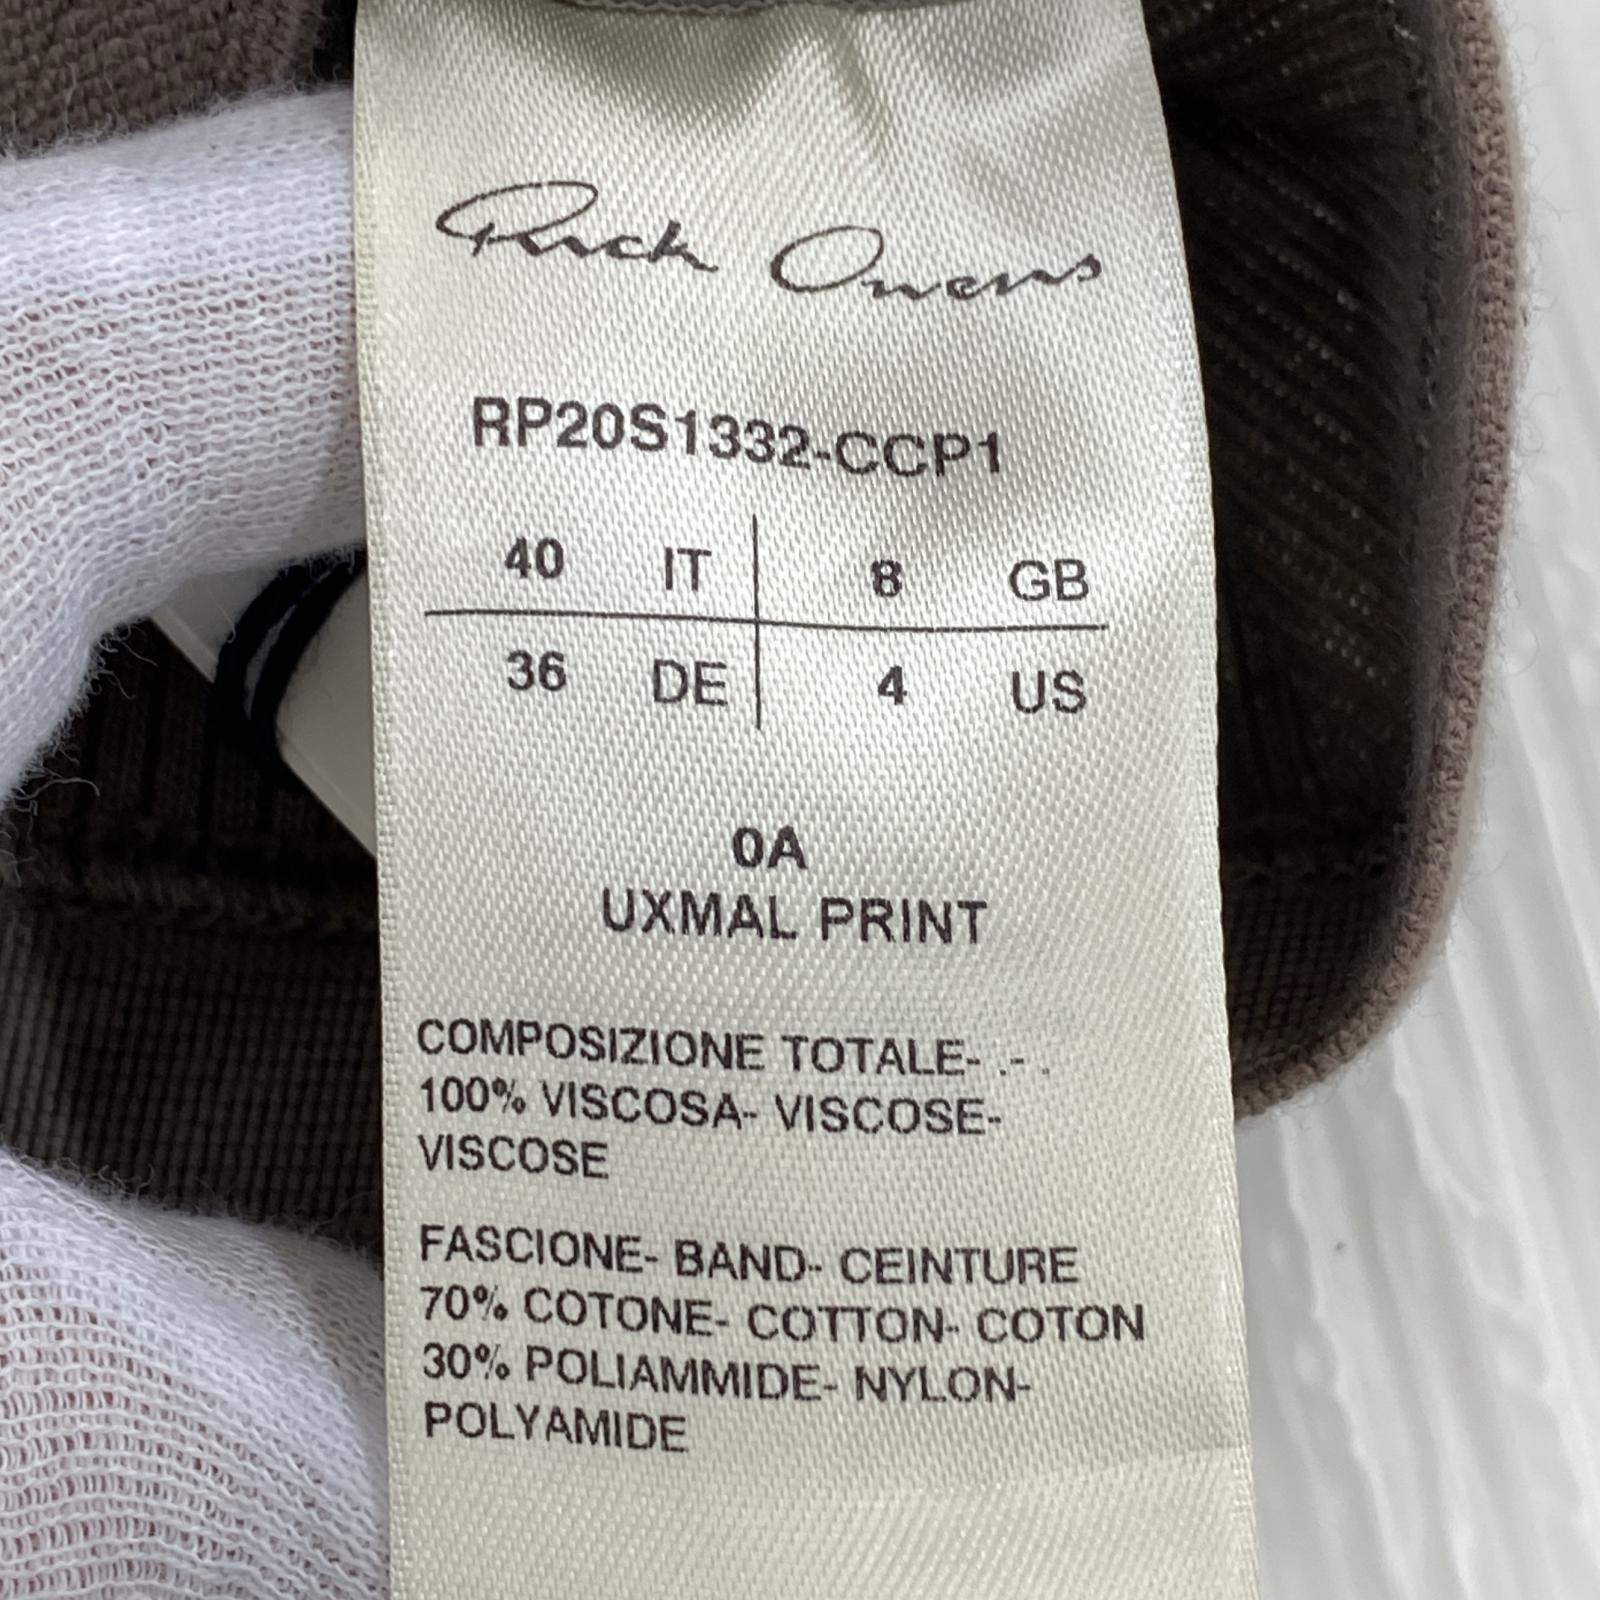 Rick Owens
RP20S1332-CCP1
40 IT 8 GB
36 DE 4 US
0A
UXMAL PRINT
COMPOSIZIONE TOTALE- .- .
100% VISCOSA- VISCOSE-
VISCOSE
FASCIONE- BAND- CEINTURE
70% COTONE- COTTON- COTON
30% POLIAMMIDE- NYLON-
POLYAMIDE